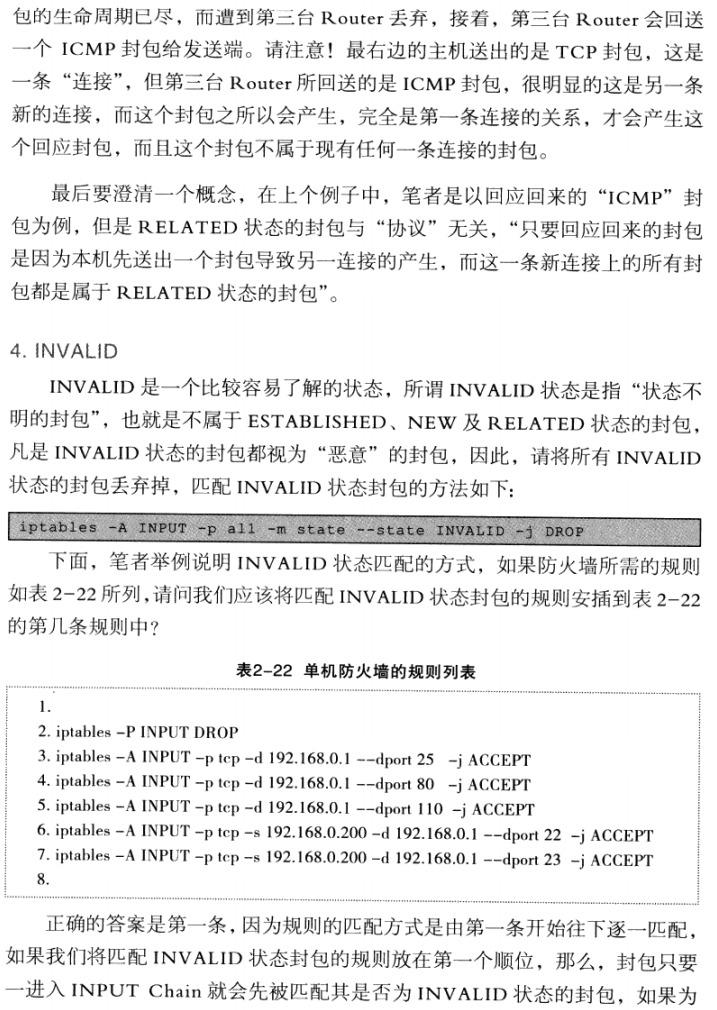 包的生命周期已尽，而遭到第三台 Router 丢弃，接着，第三台 Router 会回送
一个 ICMP 封包给发送端。请注意！最右边的主机送出的是 TCP 封包，这是
一条“连接”，但第三台 Router 所回送的是 ICMP 封包，很明显的这是另一条
新的连接，而这个封包之所以会产生，完全是第一条连接的关系，才会产生这
个回应封包，而且这个封包不属于现有任何一条连接的封包。
最后要澄清一个概念，在上个例子中，笔者是以回应回来的“ICMP”封
包为例，但是 RELATED 状态的封包与“协议”无关，“只要回应回来的封包
是因为本机先送出一个封包导致另一连接的产生，而这一条新连接上的所有封
包都是属于 RELATED 状态的封包”。
4. INVALID
INVALID 是一个比较容易了解的状态，所谓 INVALID 状态是指“状态不
明的封包”，也就是不属于 ESTABLISHED、NEW 及 RELATED 状态的封包，
凡是 INVALID 状态的封包都视为“恶意”的封包，因此，请将所有 INVALID
状态的封包丢弃掉，匹配 INVALID 状态封包的方法如下：
iptables -A INPUT -p all -m state --state INVALID -j DROP
下面，笔者举例说明 INVALID 状态匹配的方式，如果防火墙所需的规则
如表 2-22 所列，请问我们应该将匹配 INVALID 状态封包的规则安插到表 2-22
的第几条规则中？
表2-22 单机防火墙的规则列表
1.
2. iptables -P INPUT DROP
3. iptables -A INPUT -p tcp -d 192.168.0.1 --dport 25 -j ACCEPT
4. iptables -A INPUT -p tcp -d 192.168.0.1 --dport 80 -j ACCEPT
5. iptables -A INPUT -p tcp -d 192.168.0.1 --dport 110 -j ACCEPT
6. iptables -A INPUT -p tcp -s 192.168.0.200 -d 192.168.0.1 --dport 22 -j ACCEPT
7. iptables -A INPUT -p tcp -s 192.168.0.200 -d 192.168.0.1 --dport 23 -j ACCEPT
8.
正确的答案是第一条，因为规则的匹配方式是由第一条开始往下逐一匹配，
如果我们将匹配 INVALID 状态封包的规则放在第一个顺位，那么，封包只要
一进入 INPUT Chain 就会先被匹配其是否为 INVALID 状态的封包，如果为